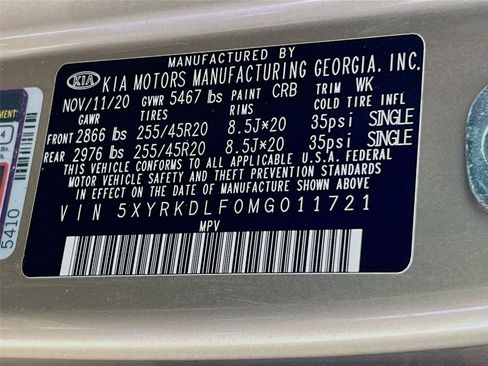 MANUFACTURED BY
KIA KIA MOTORS MANUFACTURING GEORGIA, INC.
NOV/11/20 GVWR 5467 lbs PAINT CRB TRIM WK
GAWR TIRES RIMS COLD TIRE INFL
FRONT 2866 lbs 255/45R20 8.5J×20 35psi SINGLE
REAR 2976 lbs 255/45R20 8.5J×20 35psi SINGLE
THIS VEHICLE CONFORMS TO ALL APPLICABLE U.S.A. FEDERAL
MOTOR VEHICLE SAFETY AND THEFT PREVENTION STANDARDS
IN EFFECT ON THE DATE OF MANUFACTURE SHOWN ABOVE.
VIN 5XYRKDLF0MG011721
MPV
5410